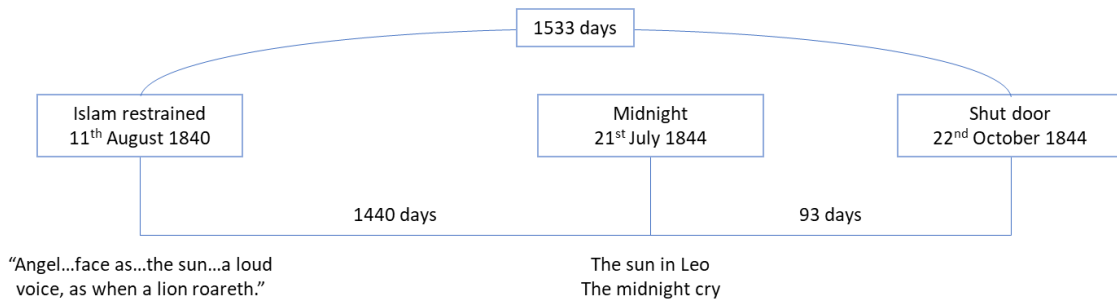 1533 days
Islam restrained
11th August 1840
Midnight
21st July 1844
Shut door
22nd October 1844
1440 days
93 days
“Angel…face as…the sun…a loud
voice, as when a lion roareth.”
The sun in Leo
The midnight cry